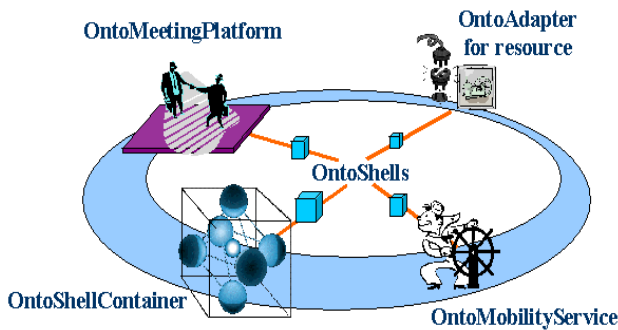 OntoMeetingPlatform
OntoAdapter
for resource
OntoShells
OntoShellContainer
OntoMobilityService